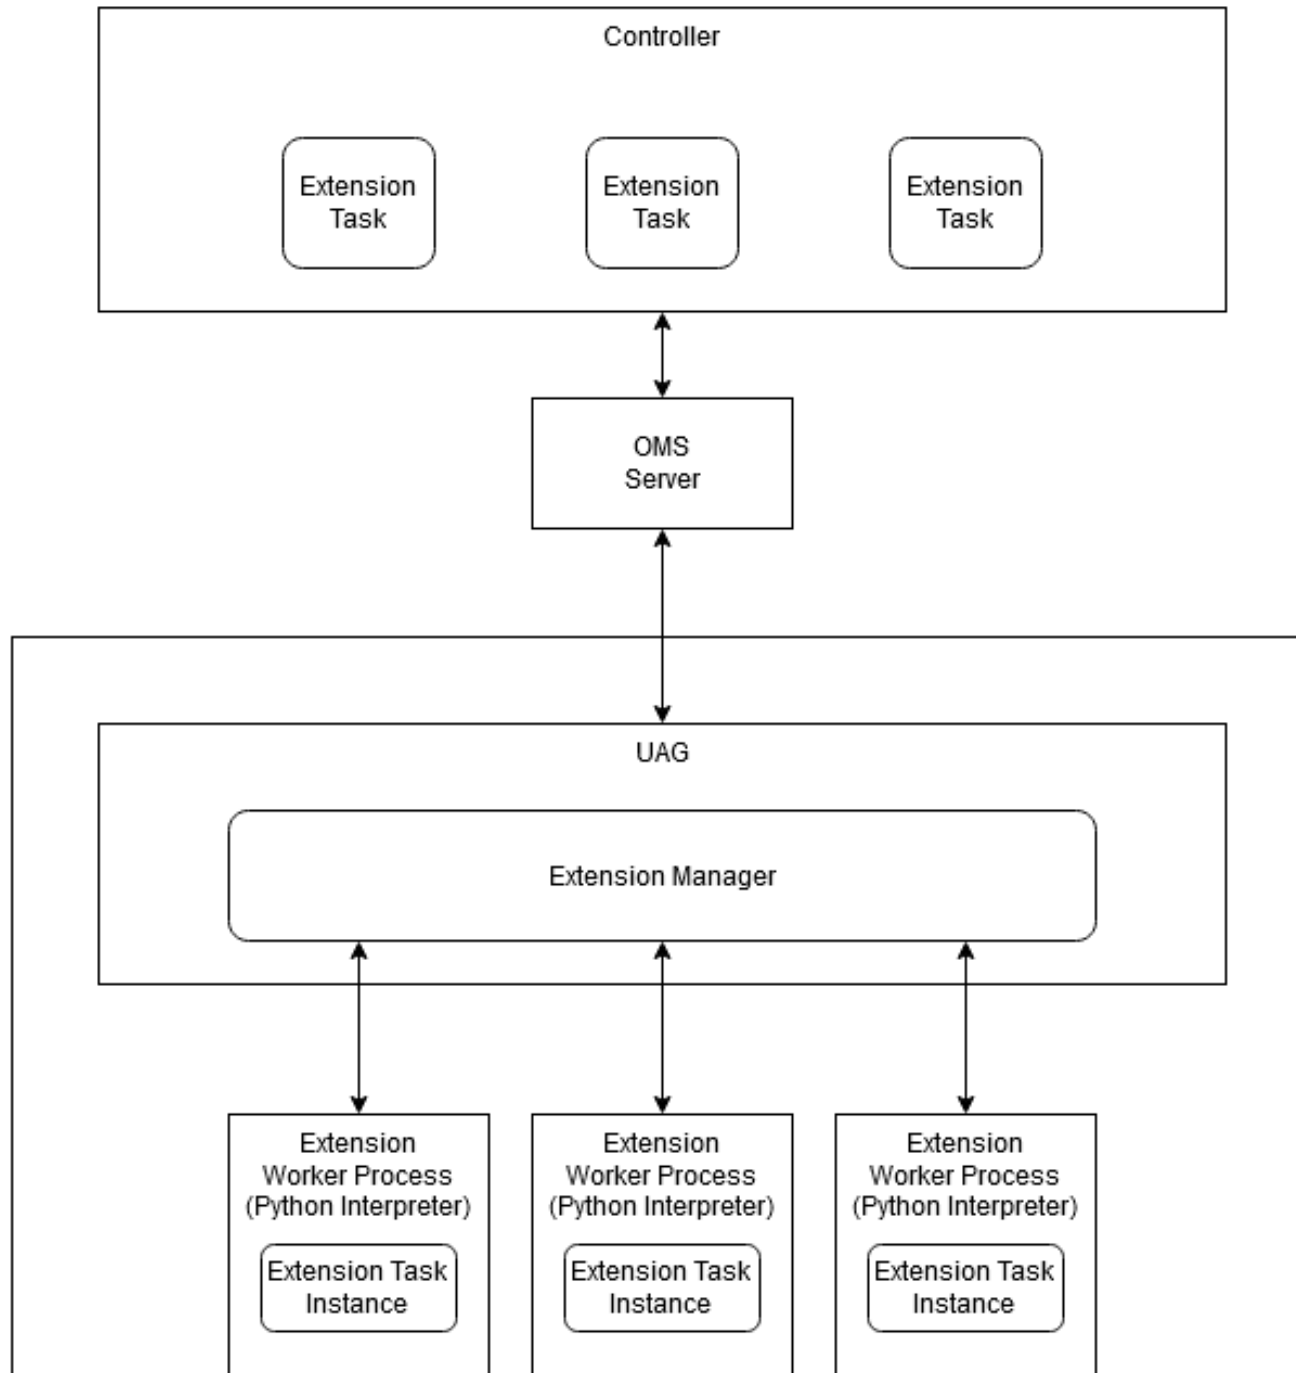 Controller
Extension
Task
Extension
Task
Extension
Task
OMS
Server
UAG
Extension Manager
Extension
Worker Process
(Python Interpreter)
Extension Task
Instance
Extension
Worker Process
(Python Interpreter)
Extension Task
Instance
Extension
Worker Process
(Python Interpreter)
Extension Task
Instance